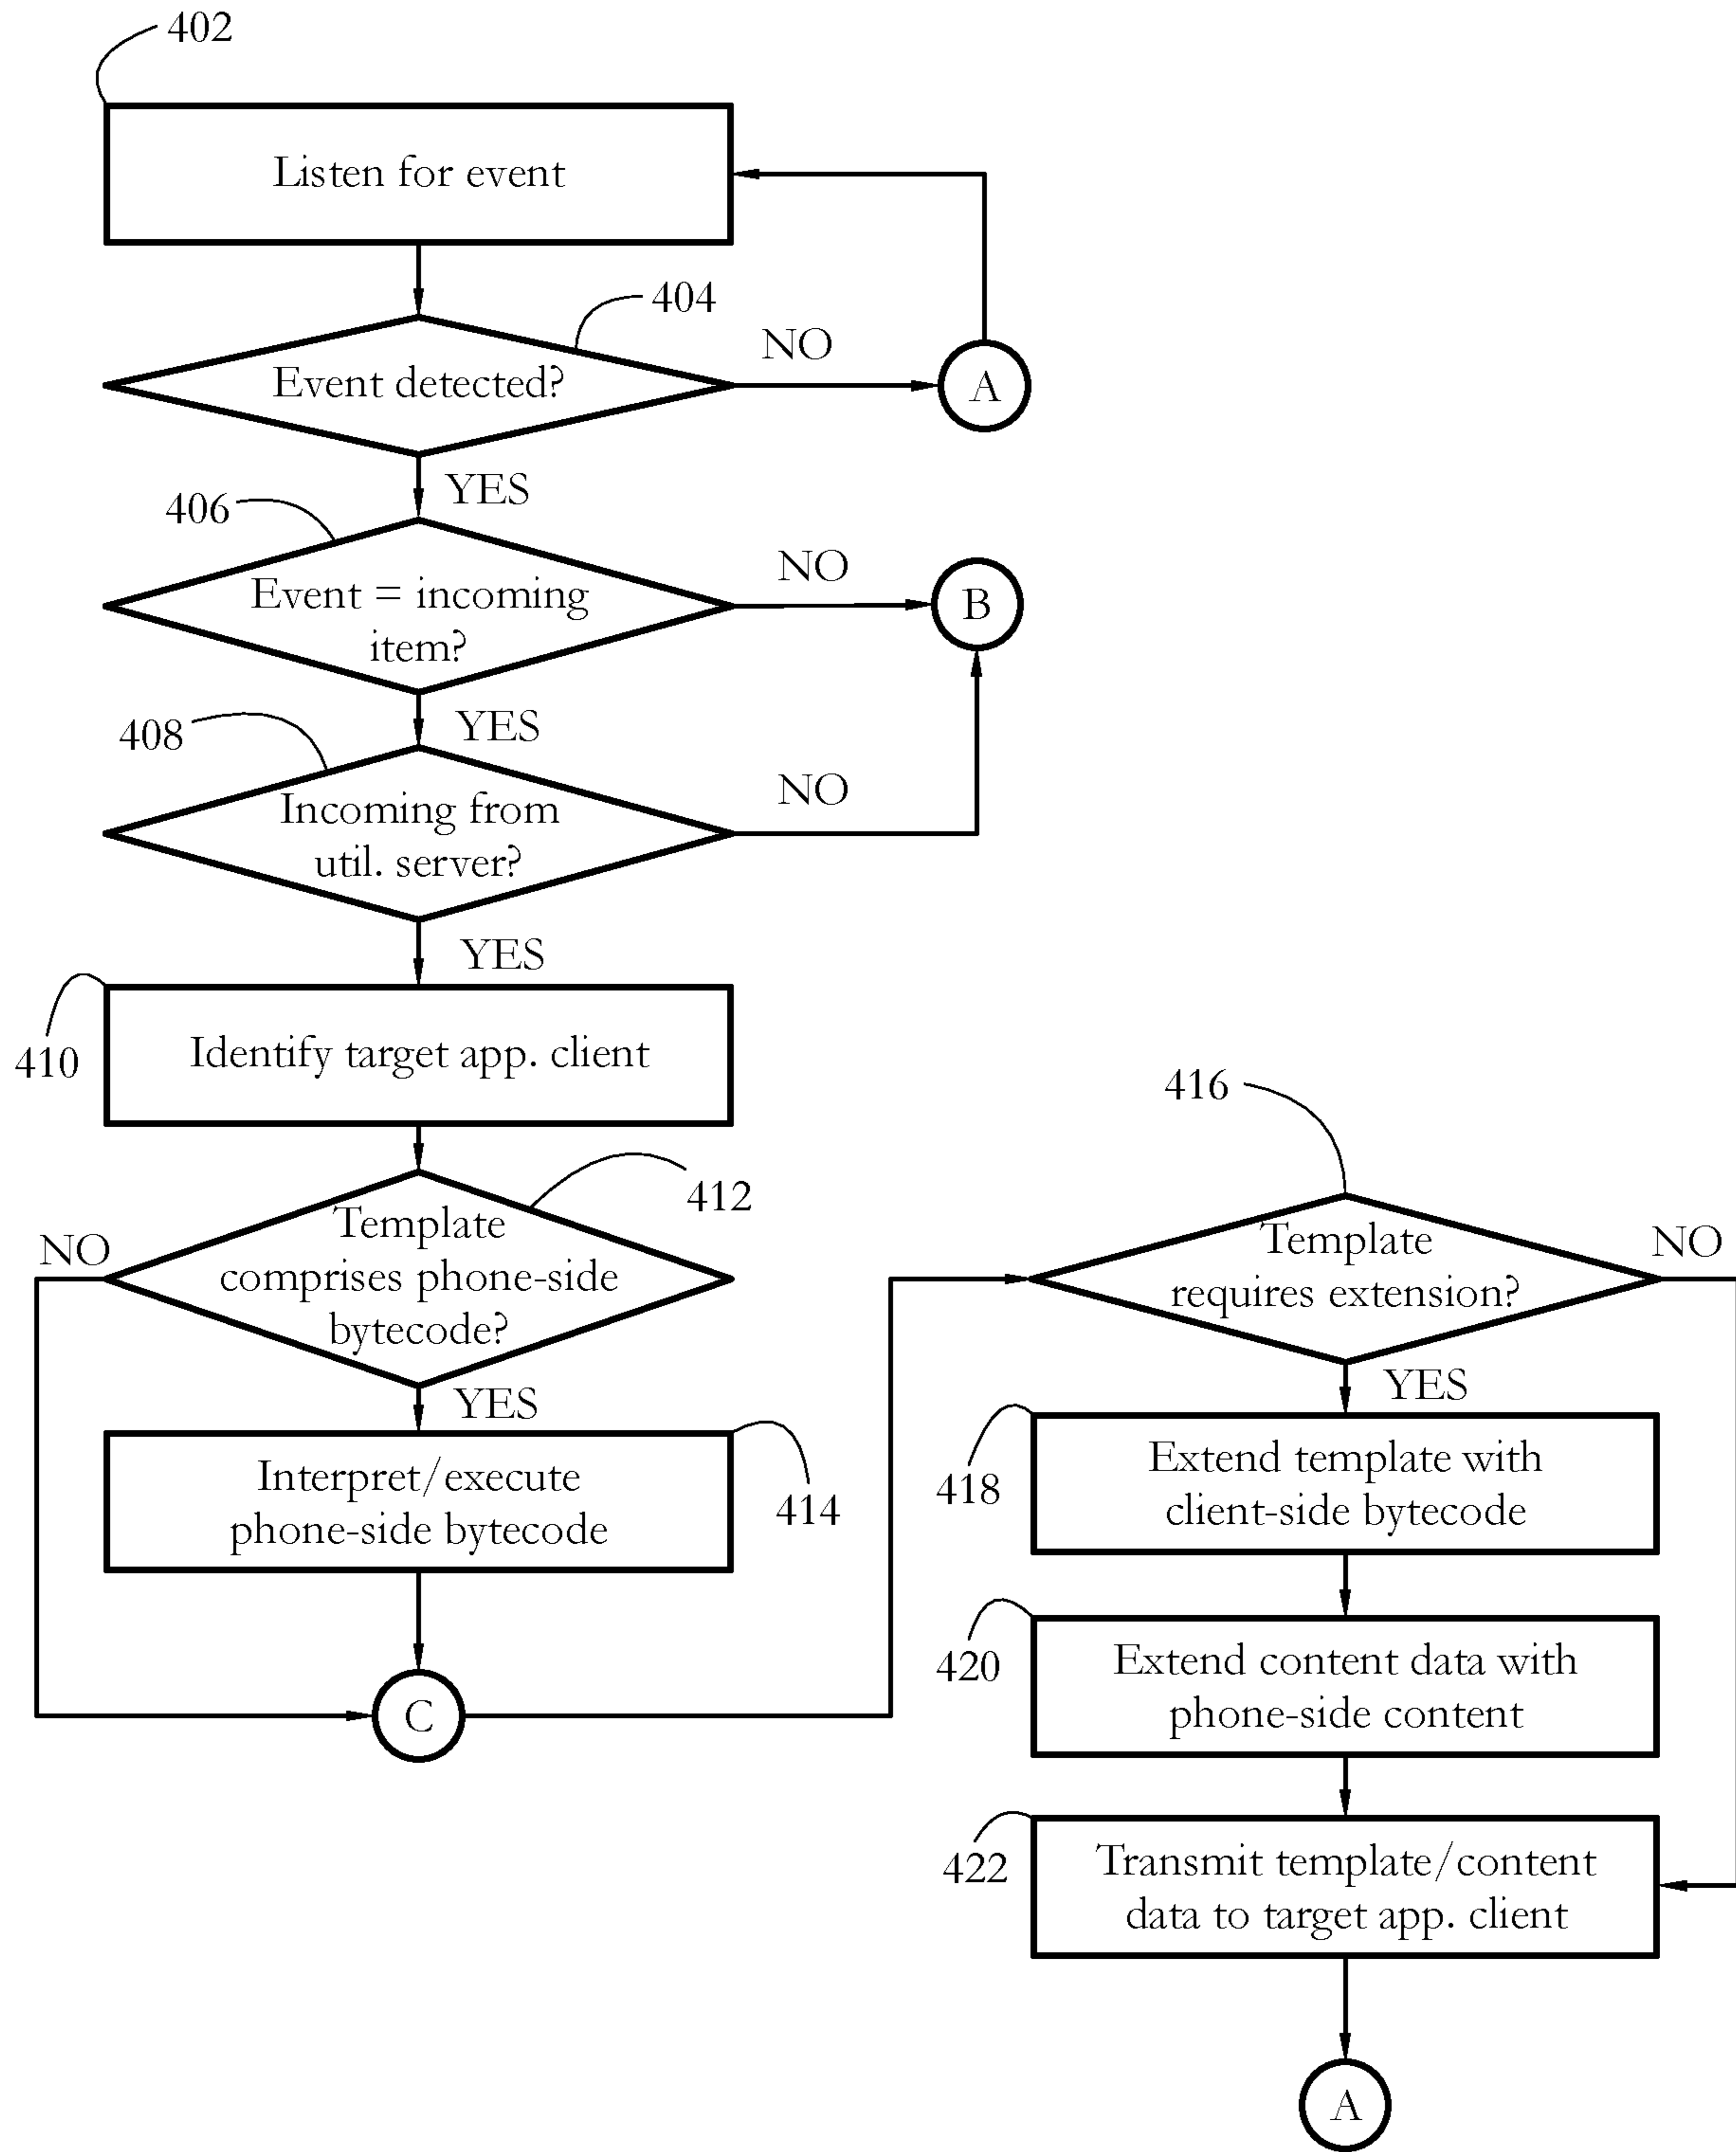 402
Listen for event
404
NO
Event detected?
A
YES
406
NO
Event = incoming
item?
B
YES
408
NO
Incoming from
util. server?
YES
410
Identify target app. client
412
NO
Template
comprises phone-side
bytecode?
YES
Interpret/execute
phone-side bytecode
414
C
416
Template
requires extension?
NO
YES
418
Extend template with
client-side bytecode
420
Extend content data with
phone-side content
422
Transmit template/content
data to target app. client
A